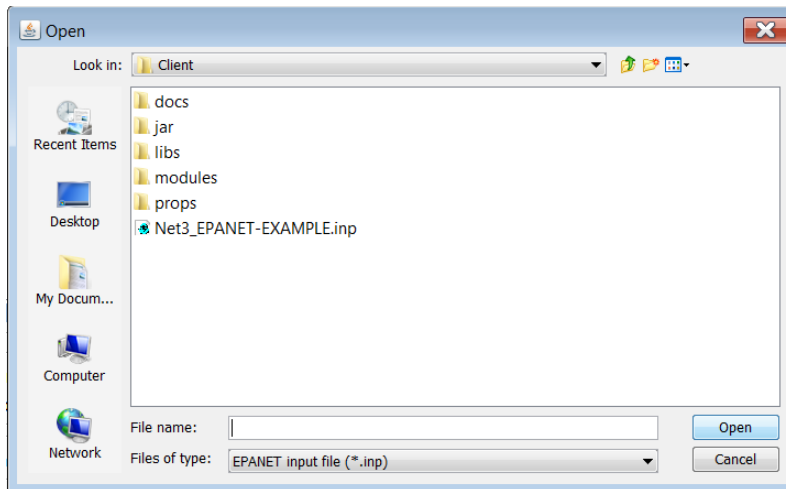 Open
Look in: Client
docs
jar
libs
modules
props
Net3_EPANET-EXAMPLE.inp
Recent Items
Desktop
My Docum...
Computer
Network
File name:
Open
Files of type: EPANET input file (*.inp)
Cancel